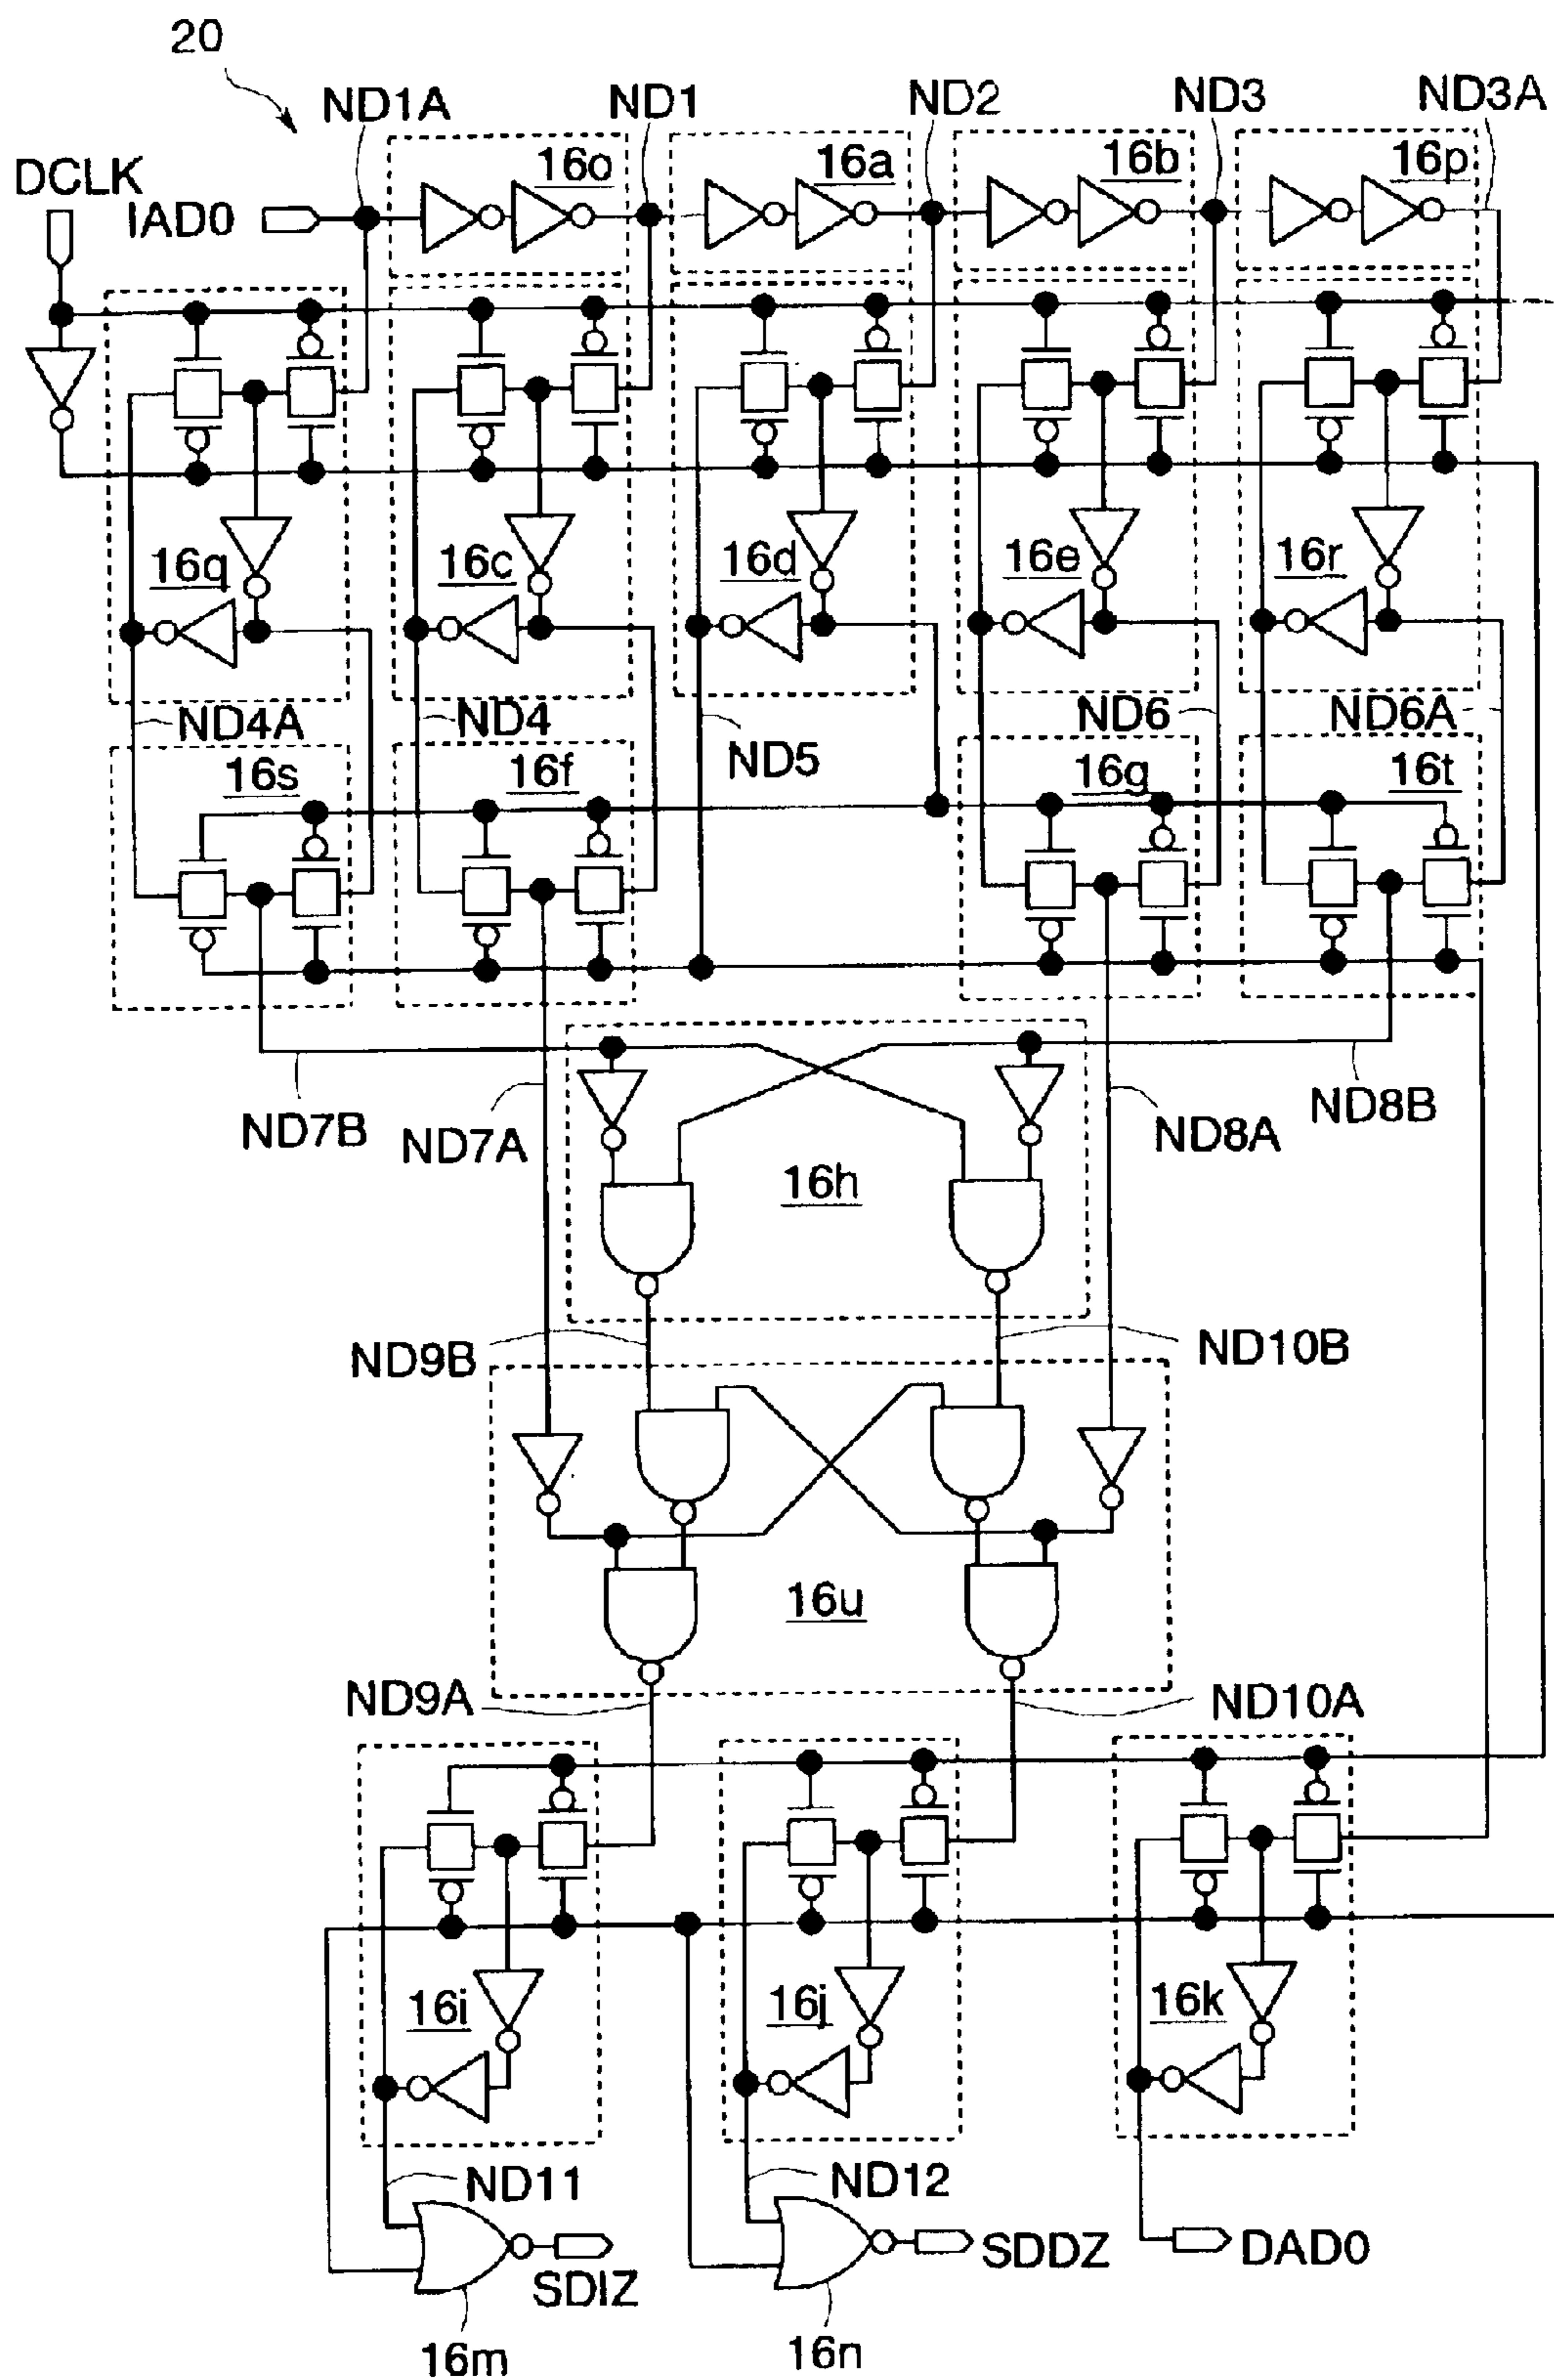 20
ND1A
ND1
ND2
ND3
ND3A
DCLK
IAD0
16o
16a
16b
16p
16q
16c
16d
16e
16r
ND4A
ND4
ND5
ND6
ND6A
16s
16f
16g
16t
ND7B
ND7A
ND8A
ND8B
16h
ND9B
ND10B
16u
ND9A
ND10A
16i
16j
16k
ND11
ND12
SDIZ
SDDZ
DAD0
16m
16n